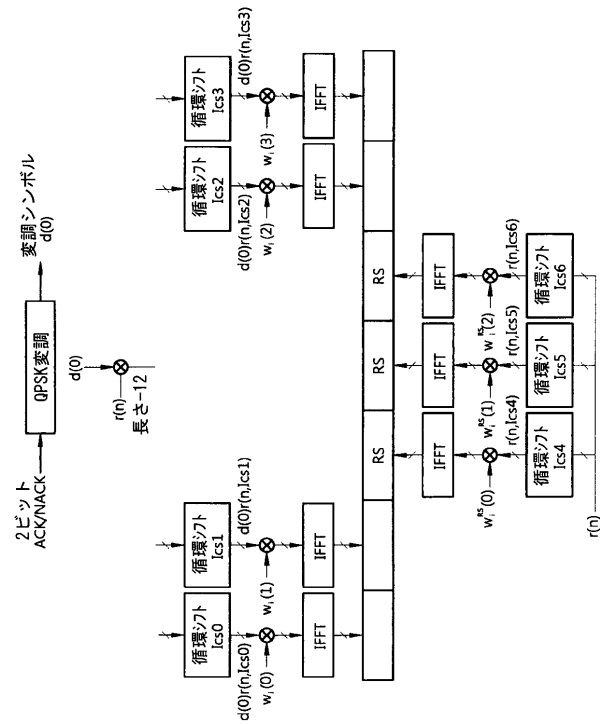 2ビット
ACK/NACK
QPSK変調
変調シンボル
d(0)
d(0)
r(n)
長さ-12
循環シフト
Ics0
循環シフト
Ics1
循環シフト
Ics2
循環シフト
Ics3
d(0)r(n,Ics0)
d(0)r(n,Ics1)
d(0)r(n,Ics2)
d(0)r(n,Ics3)
wi(0)
wi(1)
wi(2)
wi(3)
IFFT
IFFT
IFFT
IFFT
RS
RS
RS
IFFT
IFFT
IFFT
wiRS(0)
wiRS(1)
wiRS(2)
r(n,Ics4)
r(n,Ics5)
r(n,Ics6)
循環シフト
Ics4
循環シフト
Ics5
循環シフト
Ics6
r(n)